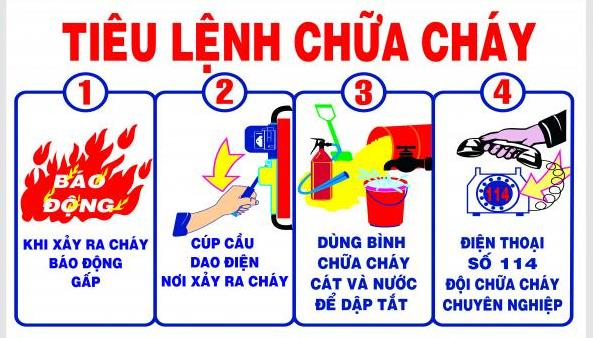 TIÊU LỆNH CHỮA CHÁY
1
2
3
4
BÁO
ĐỘNG
KHI XẢY RA CHÁY
BÁO ĐỘNG
GẤP
CÚP CẦU
DAO ĐIỆN
NƠI XẢY RA CHÁY
DÙNG BÌNH
CHỮA CHÁY
CÁT VÀ NƯỚC
ĐỂ DẬP TẮT
114
ĐIỆN THOẠI
SỐ 114
ĐỘI CHỮA CHÁY
CHUYÊN NGHIỆP